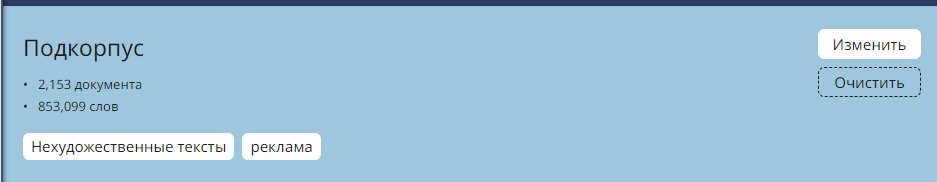 Подкорпус
Изменить
• 2,153 документа
Очистить
• 853,099 слов
Нехудожественные тексты реклама